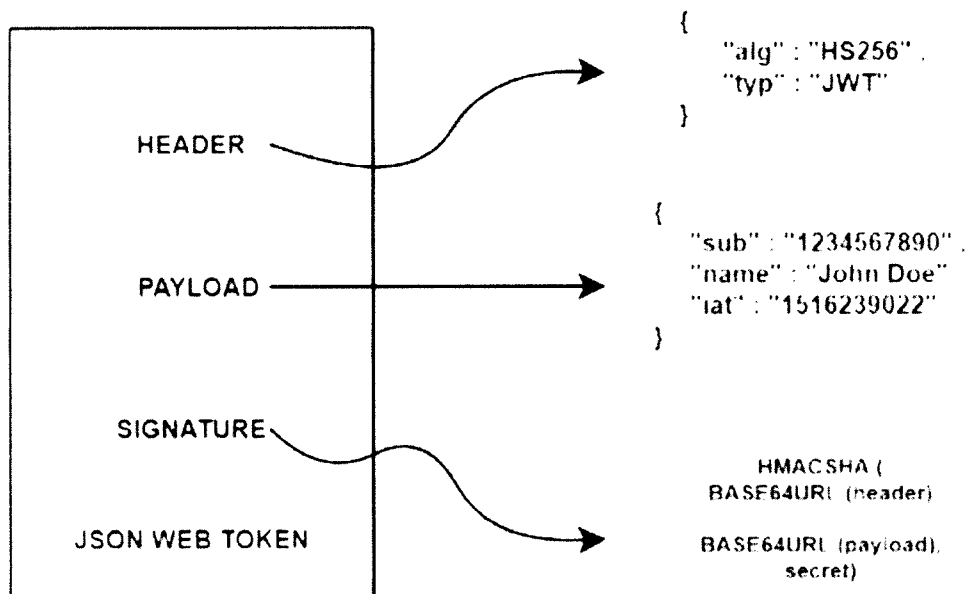 {
"alg" : "HS256" ,
"typ" : "JWT"
}
HEADER
{
"sub" : "1234567890" ,
"name" : "John Doe"
"iat" : "1516239022"
}
PAYLOAD
SIGNATURE
HMACSHA (
BASE64URL (header)
BASE64URL (payload),
secret)
JSON WEB TOKEN